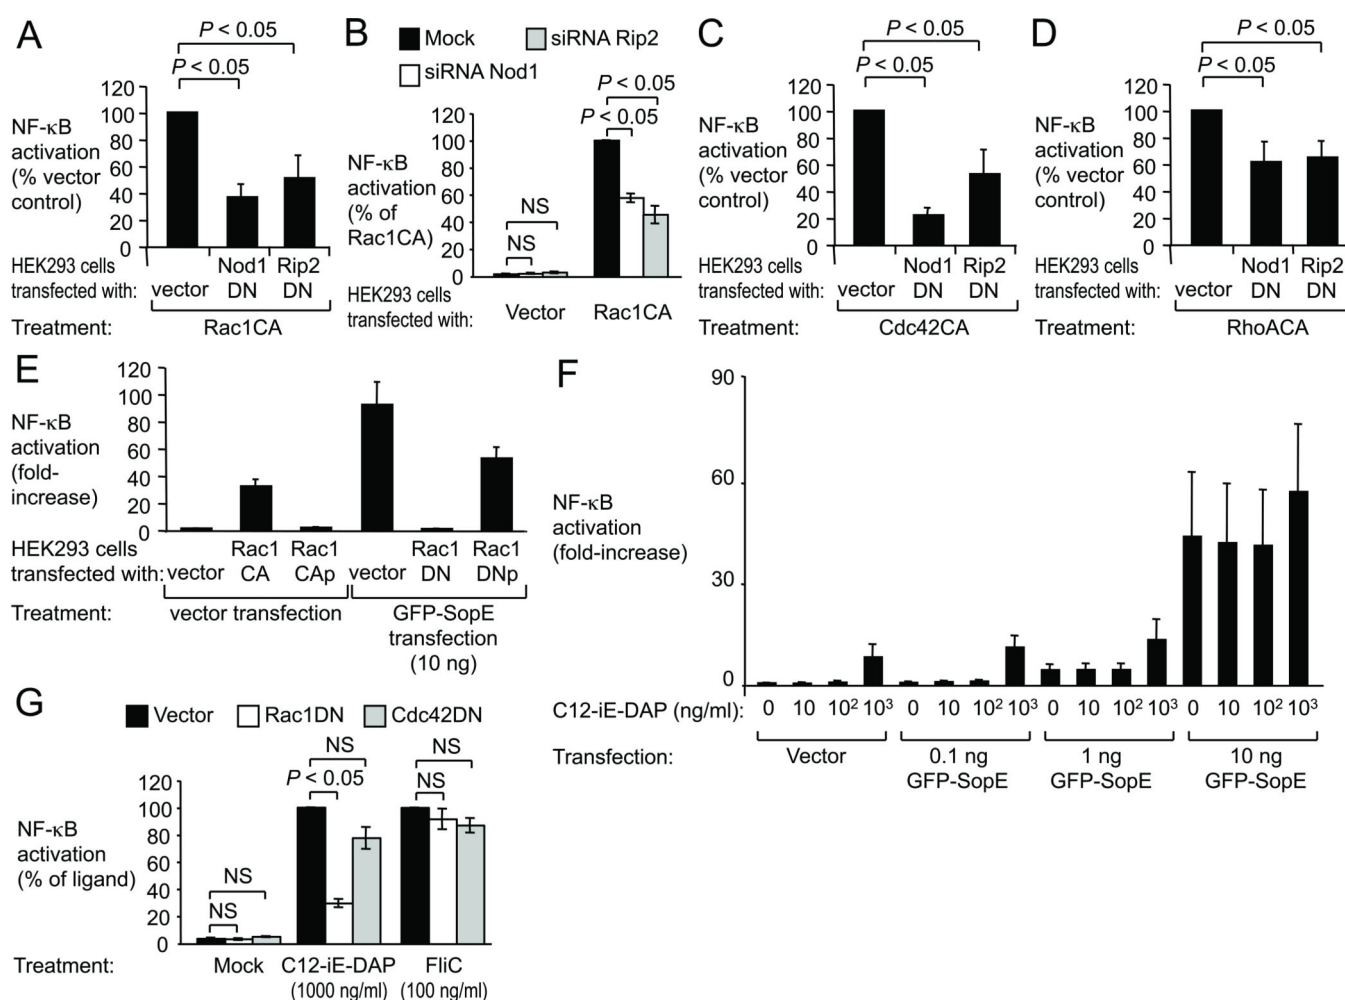 A
P < 0.05
P < 0.05
NF-κB
activation
(% vector
control)
120
100
80
60
40
20
0
HEK293 cells
transfected with:
vector
Nod1
DN
Rip2
DN
Treatment:
Rac1CA
B
Mock
siRNA Rip2
siRNA Nod1
P < 0.05
P < 0.05
NF-κB
activation
(% of
Rac1CA)
120
100
80
60
40
20
0
NS
NS
HEK293 cells
transfected with:
Vector
Rac1CA
C
P < 0.05
P < 0.05
NF-κB
activation
(% vector
control)
120
100
80
60
40
20
0
HEK293 cells
transfected with:
vector
Nod1
DN
Rip2
DN
Treatment:
Cdc42CA
D
P < 0.05
P < 0.05
NF-κB
activation
(% vector
control)
120
100
80
60
40
20
0
HEK293 cells
transfected with:
vector
Nod1
DN
Rip2
DN
Treatment:
RhoACA
E
NF-κB
activation
(fold-
increase)
120
100
80
60
40
20
0
HEK293 cells
transfected with:
vector
Rac1
CA
Rac1
CAp
vector
Rac1
DN
Rac1
DNp
Treatment:
vector transfection
GFP-SopE
transfection
(10 ng)
F
NF-κB
activation
(fold-increase)
90
60
30
0
C12-iE-DAP (ng/ml): 0 10 10² 10³ 0 10 10² 10³ 0 10 10² 10³ 0 10 10² 10³
Transfection:
Vector
0.1 ng
GFP-SopE
1 ng
GFP-SopE
10 ng
GFP-SopE
G
Vector
Rac1DN
Cdc42DN
NF-κB
activation
(% of ligand)
120
100
80
60
40
20
0
NS
NS
NS
P < 0.05
NS
NS
Treatment:
Mock
C12-iE-DAP
(1000 ng/ml)
FliC
(100 ng/ml)